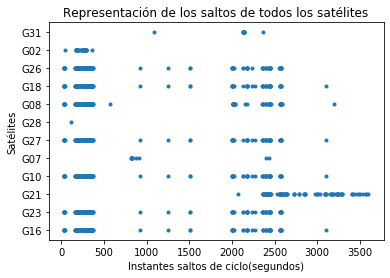 Representación de los saltos de todos los satélites
G31
G02
G26
G18
G08
G28
G27
G07
G10
G21
G23
G16
Satélites
0 500 1000 1500 2000 2500 3000 3500
Instantes saltos de ciclo(segundos)